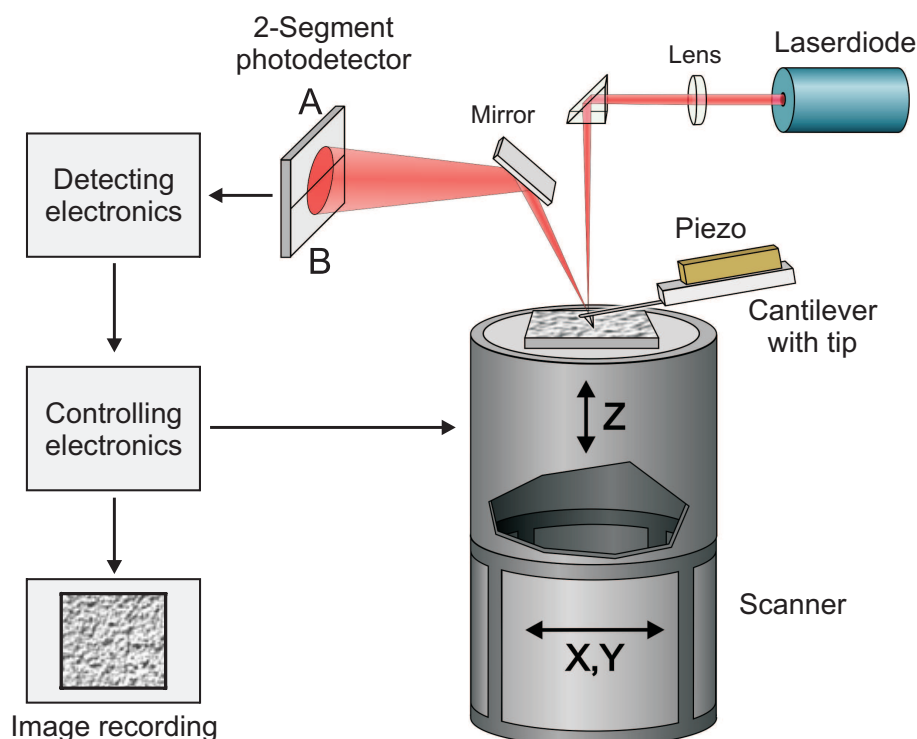 2-Segment
photodetector
A
B
Mirror
Lens
Laserdiode
Detecting
electronics
Piezo
Cantilever
with tip
Controlling
electronics
Z
Scanner
X,Y
Image recording